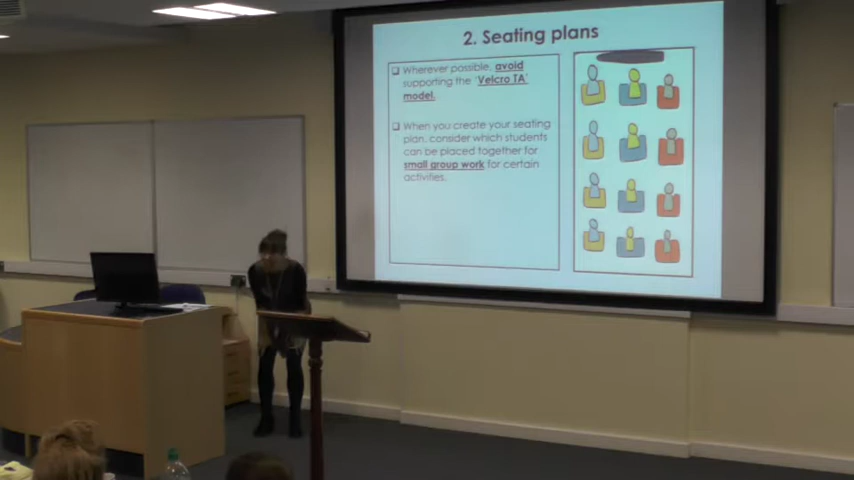 2. Seating plans
Wherever possible, avoid
supporting the 'Velcro TA'
model.
When you create your seating
plan, consider which students
can be placed together for
small group work for certain
activities.